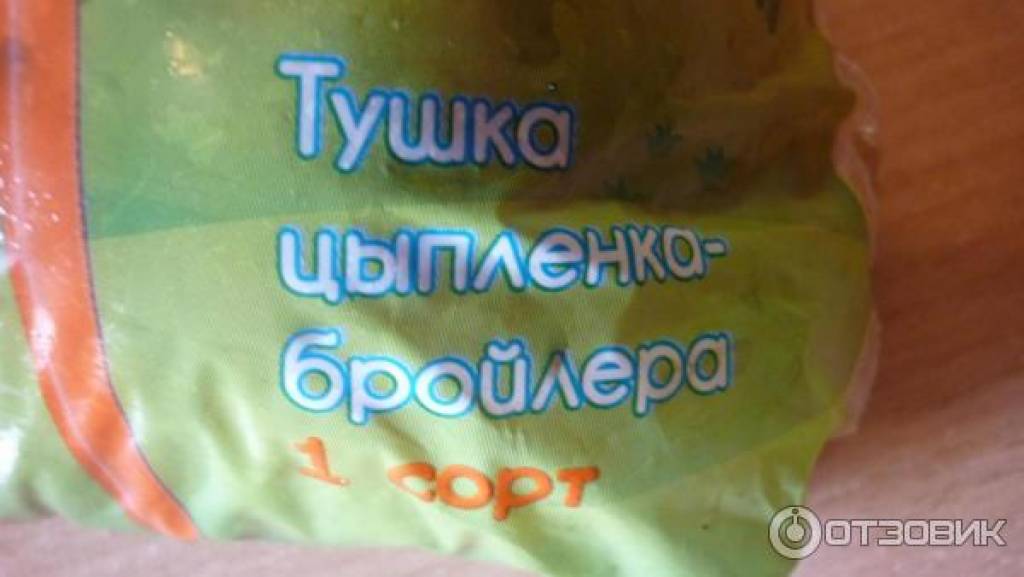 Тушка
цыпленка-
бройлера
1 сорт
ОТЗОВИК